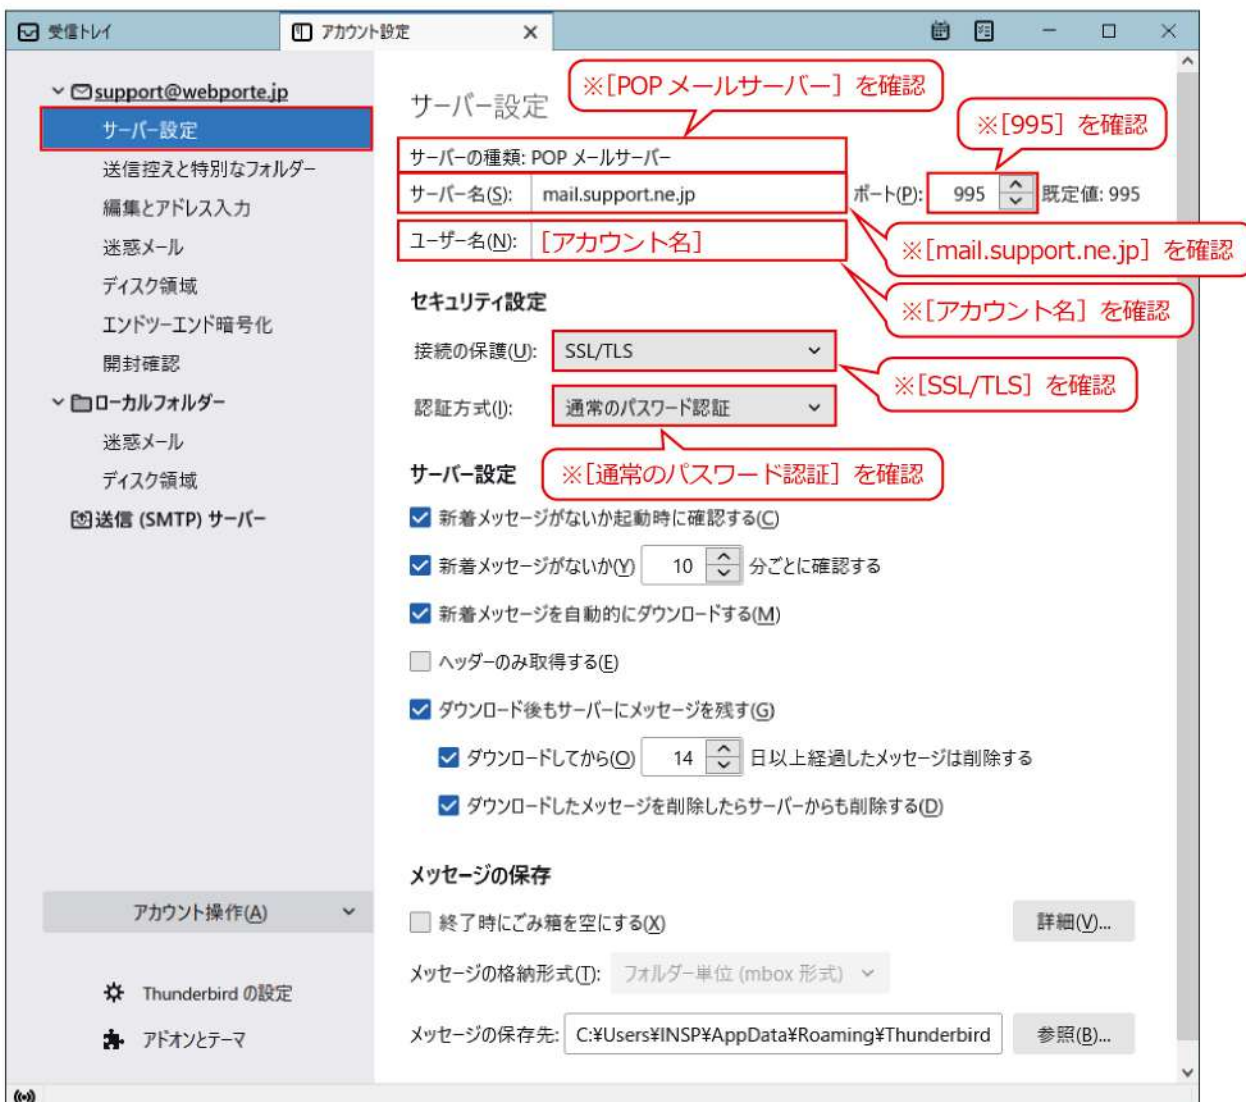 受信トレイ
アカウント設定
support@webporte.jp
サーバー設定
送信控えと特別なフォルダー
編集とアドレス入力
迷惑メール
ディスク領域
エンドツーエンド暗号化
開封確認
ローカルフォルダー
迷惑メール
ディスク領域
送信 (SMTP) サーバー
アカウント操作(A)
Thunderbird の設定
アドオンとテーマ
サーバー設定
※[POP メールサーバー] を確認
※[995] を確認
サーバーの種類: POP メールサーバー
サーバー名(S): mail.support.ne.jp ポート(P): 995 既定値: 995
ユーザー名(N): [アカウント名]
※[mail.support.ne.jp] を確認
※[アカウント名] を確認
セキュリティ設定
接続の保護(U): SSL/TLS
※[SSL/TLS] を確認
認証方式(I): 通常のパスワード認証
※[通常のパスワード認証] を確認
サーバー設定
新着メッセージがないか起動時に確認する(C)
新着メッセージがないか(Y) 10 分ごとに確認する
新着メッセージを自動的にダウンロードする(M)
ヘッダーのみ取得する(E)
ダウンロード後もサーバーにメッセージを残す(G)
ダウンロードしてから(O) 14 日以上経過したメッセージは削除する
ダウンロードしたメッセージを削除したらサーバーからも削除する(D)
メッセージの保存
終了時にごみ箱を空にする(X) 詳細(V)...
メッセージの格納形式(T): フォルダー単位 (mbox 形式)
メッセージの保存先: C:¥Users¥INSP¥AppData¥Roaming¥Thunderbird 参照(B)...